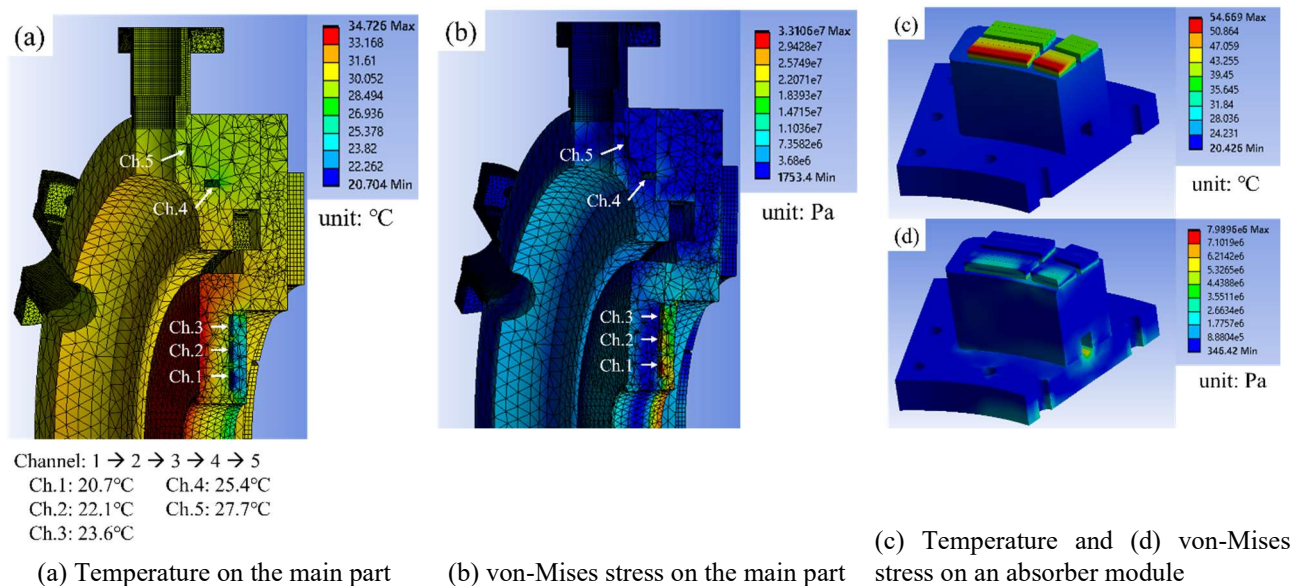 (a)
34.726 Max
33.168
31.61
30.052
28.494
26.936
25.378
23.82
22.262
20.704 Min
unit: °C
Ch.5
Ch.4
Ch.3
Ch.2
Ch.1
Channel: 1 → 2 → 3 → 4 → 5
Ch.1: 20.7°C Ch.4: 25.4°C
Ch.2: 22.1°C Ch.5: 27.7°C
Ch.3: 23.6°C
(a) Temperature on the main part
(b)
3.3106e7 Max
2.9428e7
2.5749e7
2.2071e7
1.8393e7
1.4715e7
1.1036e7
7.3582e6
3.68e6
1753.4 Min
unit: Pa
Ch.5
Ch.4
Ch.3
Ch.2
Ch.1
(b) von-Mises stress on the main part
(c)
54.669 Max
50.864
47.059
43.255
39.45
35.645
31.84
28.036
24.231
20.426 Min
unit: °C
(d)
7.9896e6 Max
7.1019e6
6.2142e6
5.3265e6
4.4388e6
3.5511e6
2.6634e6
1.7757e6
8.8805e5
346.42 Min
unit: Pa
(c) Temperature and (d) von-Mises
stress on an absorber module